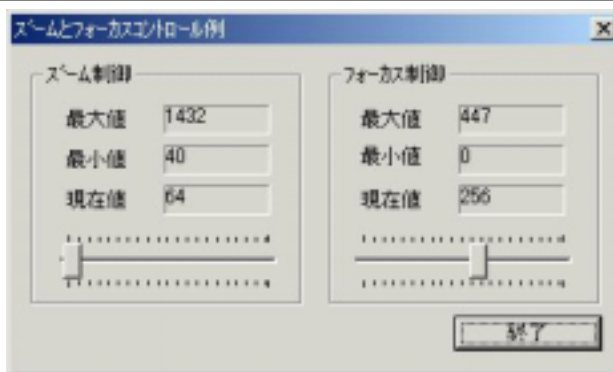 ズームとフォーカスコントロール例
ズーム制御
最大値 1432
最小値 40
現在値 64
フォーカス制御
最大値 447
最小値 0
現在値 256
終了